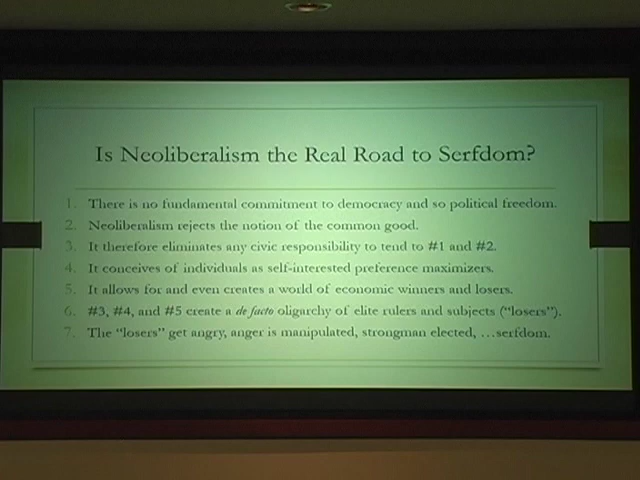 Is Neoliberalism the Real Road to Serfdom?
1. There is no fundamental commitment to democracy and so political freedom.
2. Neoliberalism rejects the notion of the common good.
3. It therefore eliminates any civic responsibility to tend to #1 and #2.
4. It conceives of individuals as self-interested preference maximizers.
5. It allows for and even creates a world of economic winners and losers.
6. #3, #4, and #5 create a de facto oligarchy of elite rulers and subjects (“losers”).
7. The “losers” get angry, anger is manipulated, strongman elected, …serfdom.